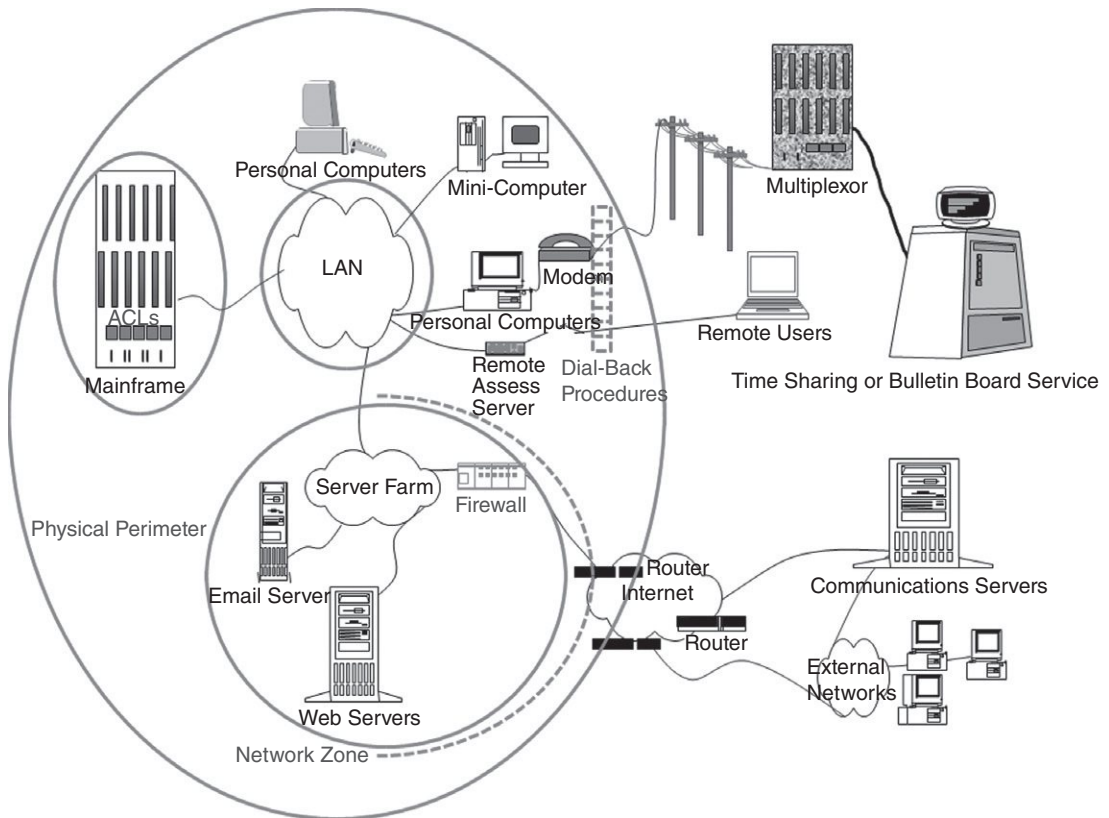 Personal Computers
Mini-Computer
Multiplexor
LAN
Modem
ACLs
Personal Computers
Remote Users
Mainframe
Remote
Assess
Server
Dial-Back
Procedures
Time Sharing or Bulletin Board Service
Server Farm
Firewall
Physical Perimeter
Email Server
Router
Internet
Communications Servers
Router
External
Networks
Web Servers
Network Zone